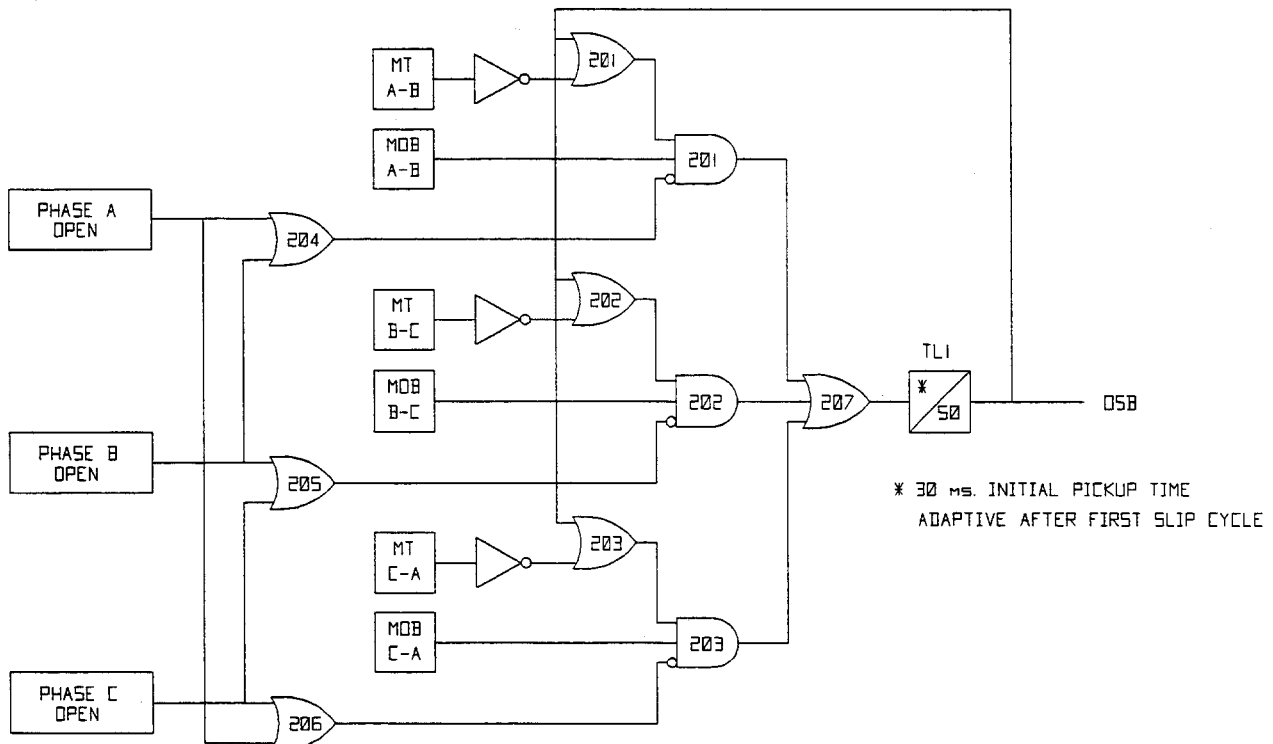 MT
A-B
201
MOB
A-B
201
PHASE A
OPEN
204
MT
B-C
202
MOB
B-C
202
207
TL1
*
50
OSB
PHASE B
OPEN
205
* 30 ms. INITIAL PICKUP TIME
ADAPTIVE AFTER FIRST SLIP CYCLE
MT
C-A
203
MOB
C-A
203
PHASE C
OPEN
206